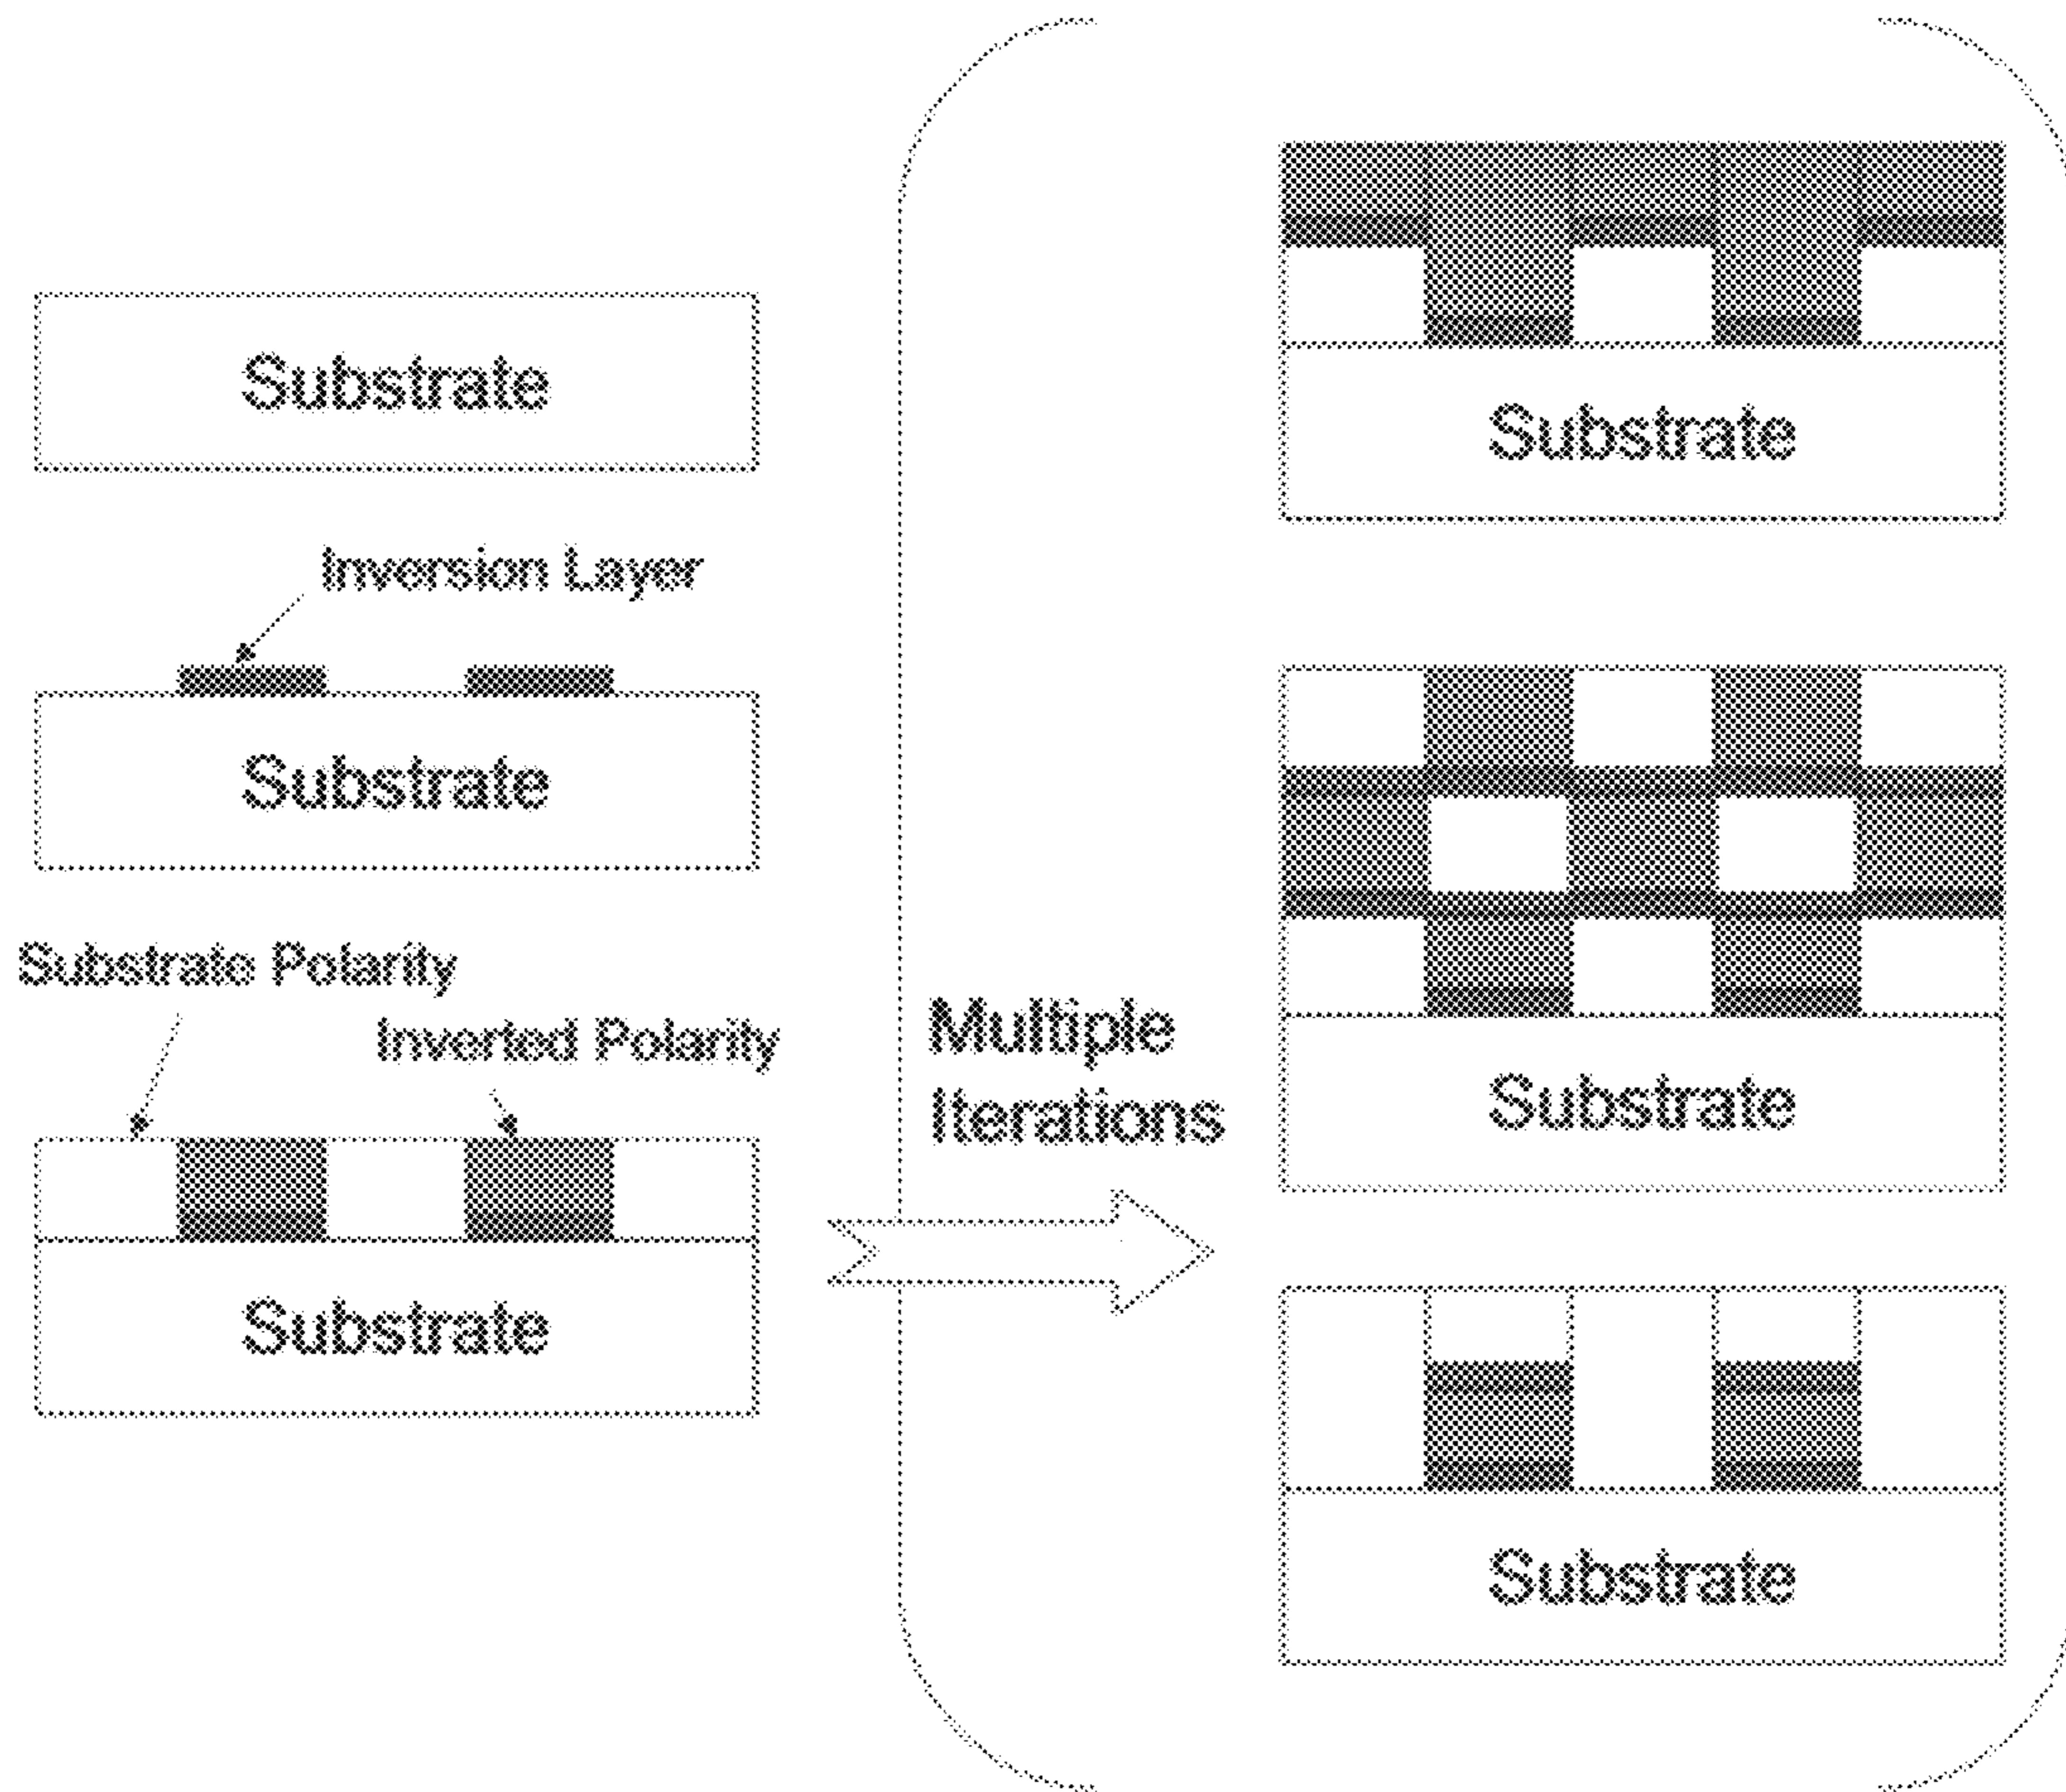 Substrate
Inversion Layer
Substrate
Substrate Polarity
Inverted Polarity
Substrate
Multiple
Iterations
Substrate
Substrate
Substrate